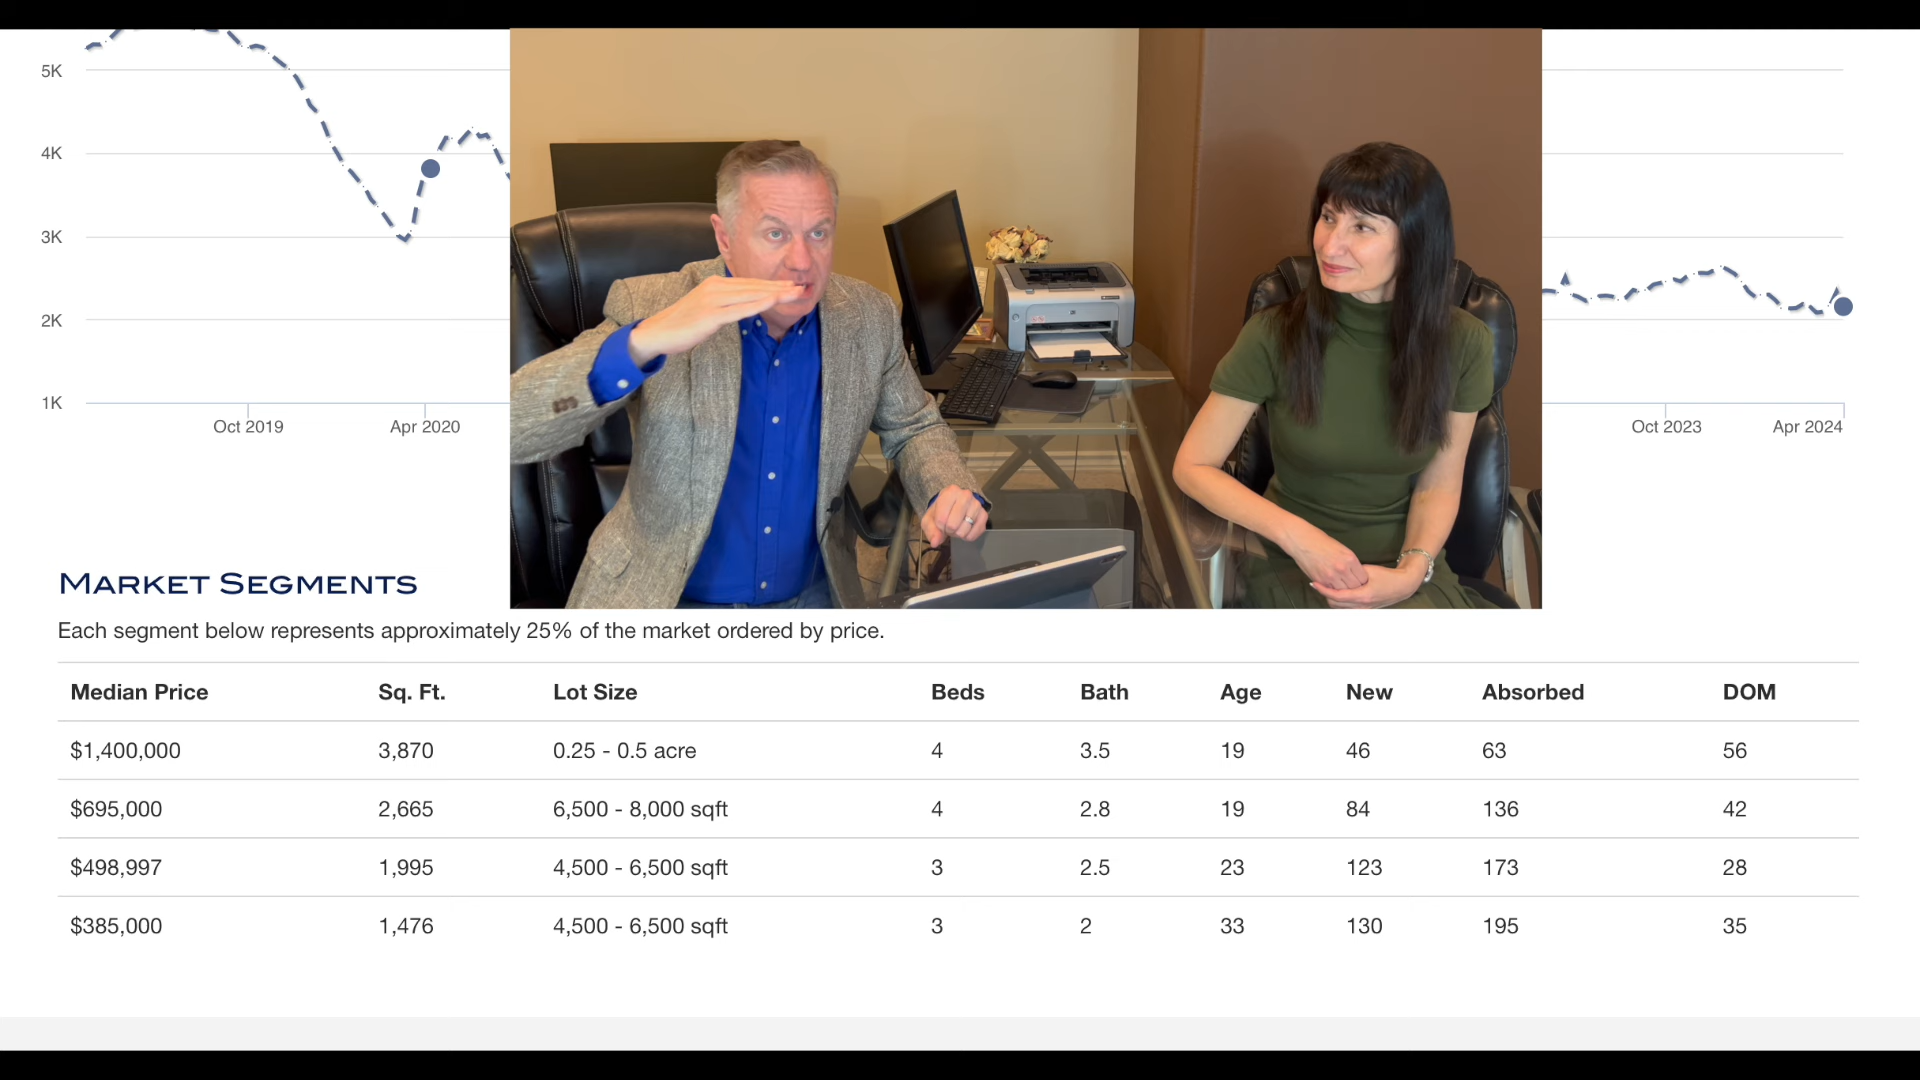 5K
4K
3K
2K
1K
Oct 2019
Apr 2020
Oct 2023
Apr 2024
MARKET SEGMENTS
Each segment below represents approximately 25% of the market ordered by price.
Median Price Sq. Ft. Lot Size Beds Bath Age New Absorbed DOM
$1,400,000 3,870 0.25 - 0.5 acre 4 3.5 19 46 63 56
$695,000 2,665 6,500 - 8,000 sqft 4 2.8 19 84 136 42
$498,997 1,995 4,500 - 6,500 sqft 3 2.5 23 123 173 28
$385,000 1,476 4,500 - 6,500 sqft 3 2 33 130 195 35